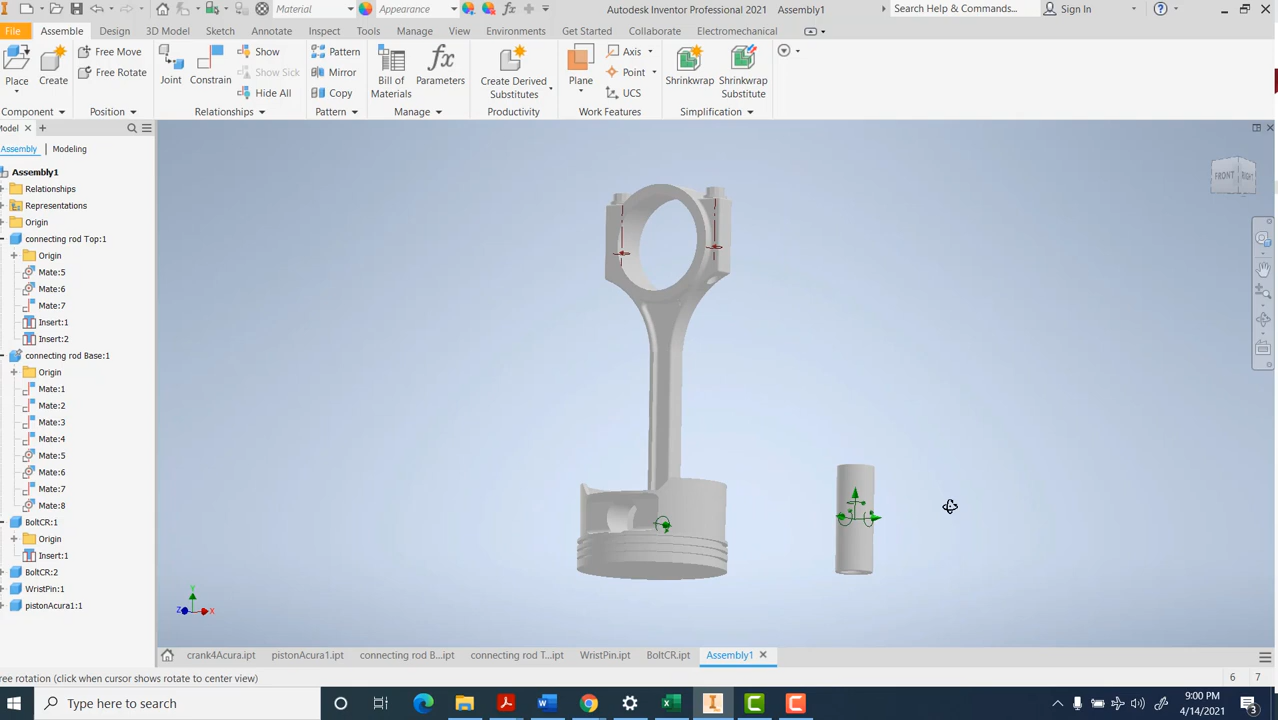 Material
Appearance
Autodesk Inventor Professional 2021 Assembly1
Search Help & Commands...
Sign In
File Assemble Design 3D Model Sketch Annotate Inspect Tools Manage View Environments Get Started Collaborate Electromechanical
Place
Create
Free Move
Free Rotate
Joint
Constrain
Show
Show Sick
Hide All
Pattern
Mirror
Copy
Bill of
Materials
Parameters
Create Derived
Substitutes
Plane
Axis
Point
UCS
Shrinkwrap
Shrinkwrap
Substitute
Component
Position
Relationships
Pattern
Manage
Productivity
Work Features
Simplification
Model
Assembly Modeling
Assembly1
Relationships
Representations
Origin
connecting rod Top:1
Origin
Mate:5
Mate:6
Mate:7
Insert:1
Insert:2
connecting rod Base:1
Origin
Mate:1
Mate:2
Mate:3
Mate:4
Mate:5
Mate:6
Mate:7
Mate:8
BoltCR:1
Origin
Insert:1
BoltCR:2
WristPin:1
pistonAcura1:1
FRONT RIGH
Y
Z
X
crank4Acura.ipt pistonAcura1.ipt connecting rod B...ipt connecting rod T...ipt WristPin.ipt BoltCR.ipt Assembly1
ree rotation (click when cursor shows rotate to center view)
6 7
Type here to search
9:00 PM
4/14/2021
3